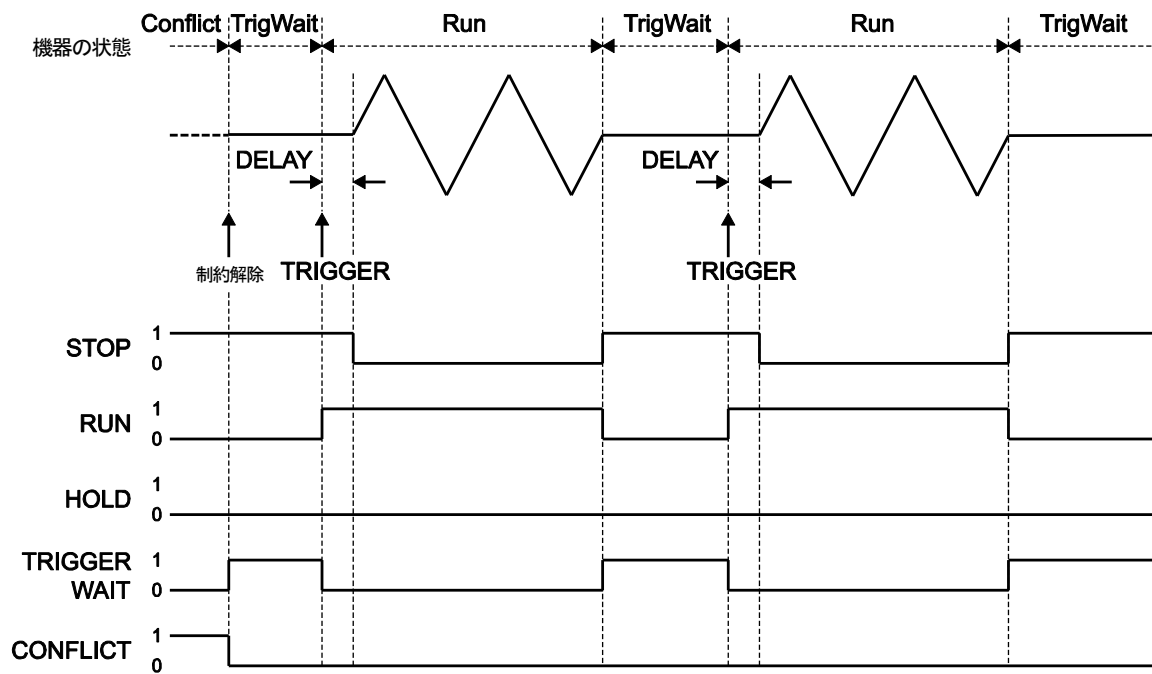 Conflict TrigWait Run TrigWait Run TrigWait
機器の状態
DELAY DELAY
制約解除 TRIGGER TRIGGER
STOP 1
0
RUN 1
0
HOLD 1
0
TRIGGER 1
WAIT 0
CONFLICT 1
0